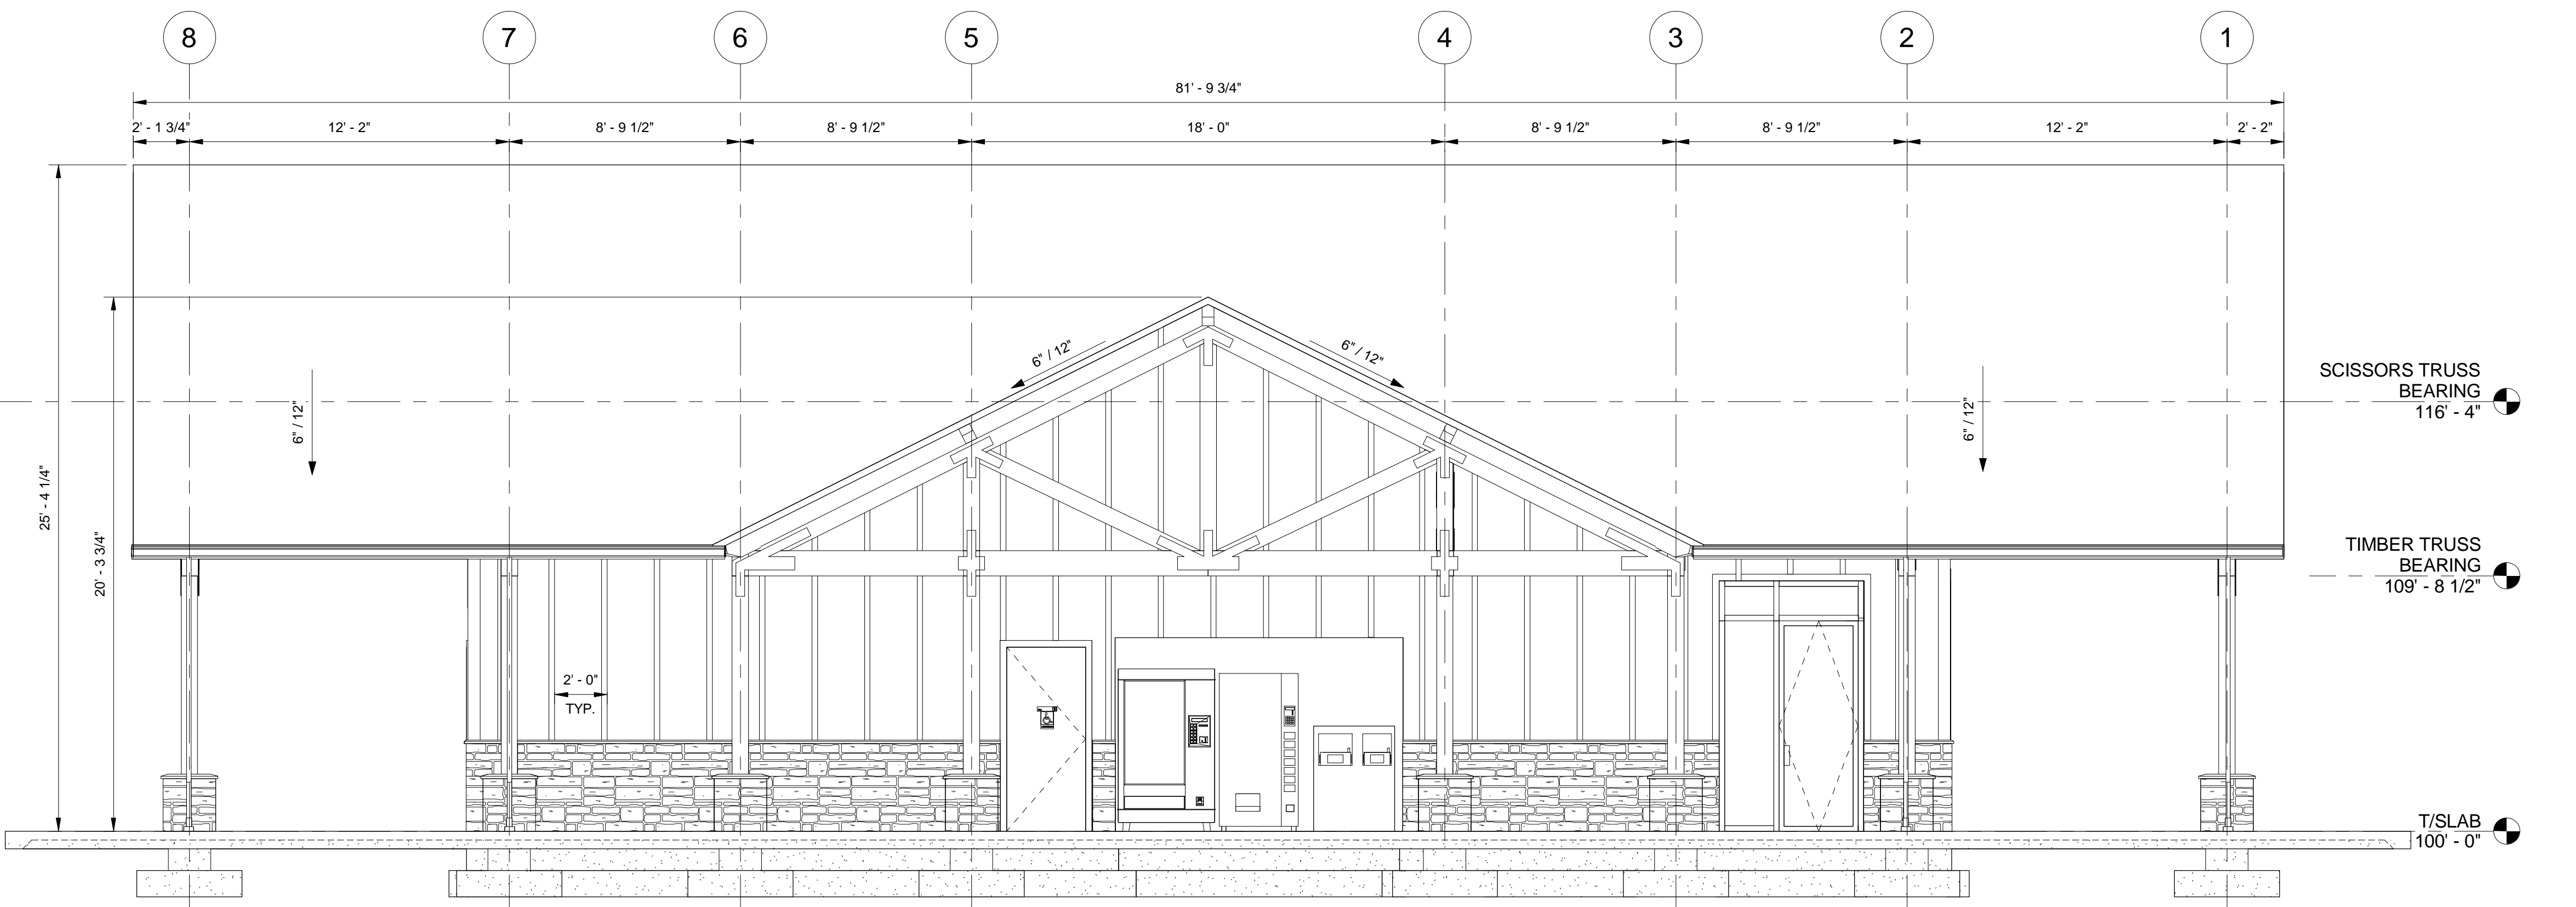 8 7 6 5 4 3 2 1
81' - 9 3/4"
2' - 1 3/4" 12' - 2" 8' - 9 1/2" 8' - 9 1/2" 18' - 0" 8' - 9 1/2" 8' - 9 1/2" 12' - 2" 2' - 2"
6" / 12"
6" / 12"
6" / 12"
6" / 12"
25' - 4 1/4"
20' - 3 3/4"
SCISSORS TRUSS
BEARING
116' - 4"
TIMBER TRUSS
BEARING
109' - 8 1/2"
2' - 0"
TYP.
T/SLAB
100' - 0"